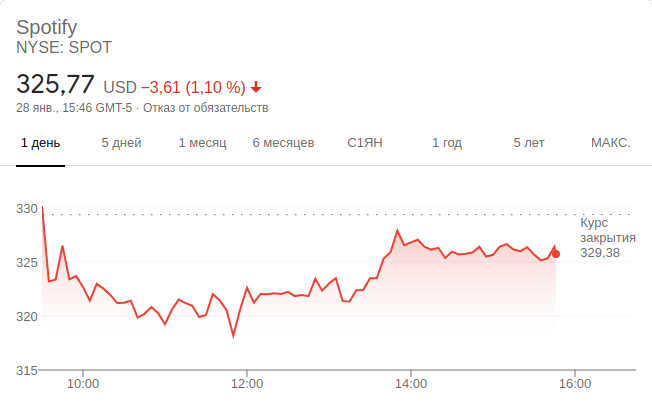 Spotify
NYSE: SPOT
325,77 USD −3,61 (1,10 %)
28 янв., 15:46 GMT-5 · Отказ от обязательств
1 день 5 дней 1 месяц 6 месяцев С1ЯН 1 год 5 лет МАКС.
330
Курс
закрытия
329,38
325
320
315
10:00 12:00 14:00 16:00